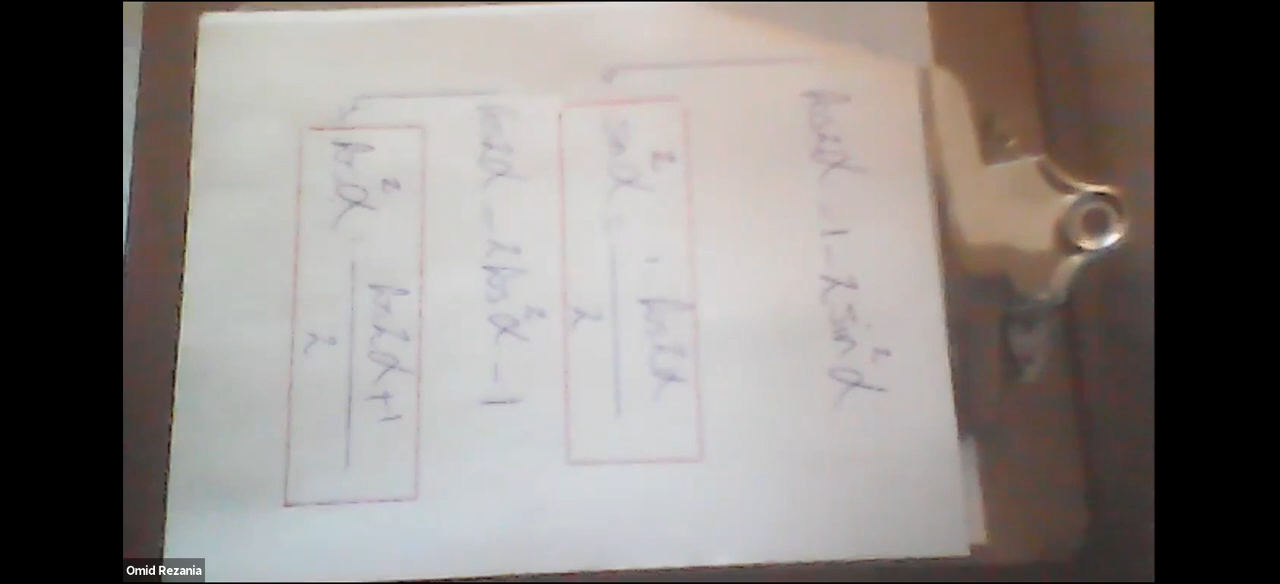 cos2α = 1 - 2sin²α
sin²α = (1 - cos2α)/2
cos2α = 2cos²α - 1
cos²α = (cos2α + 1)/2
Omid Rezania